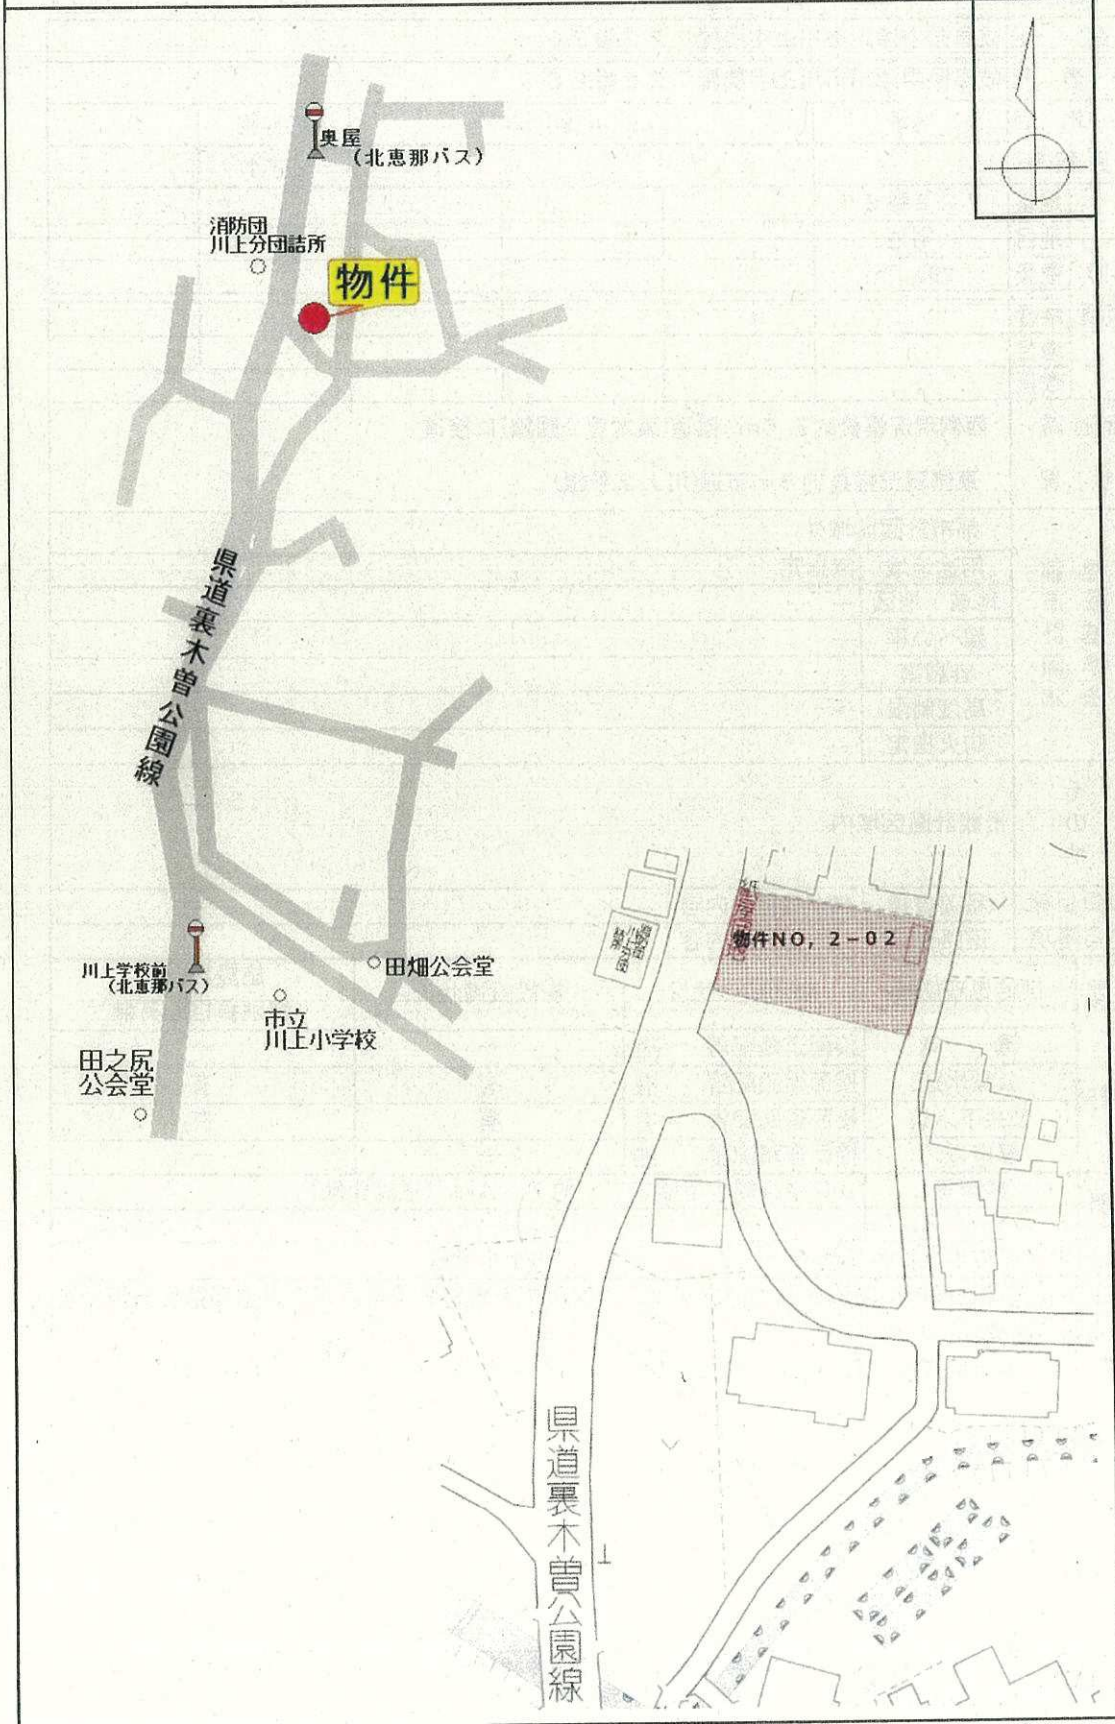 奥屋
(北恵那バス)
消防団
川上分団詰所
物件
県道裏木曽公園線
川上学校前
(北恵那バス)
田畑公会堂
市立
川上小学校
田之尻
公会堂
物件NO, 2-02
県道裏木曽公園線